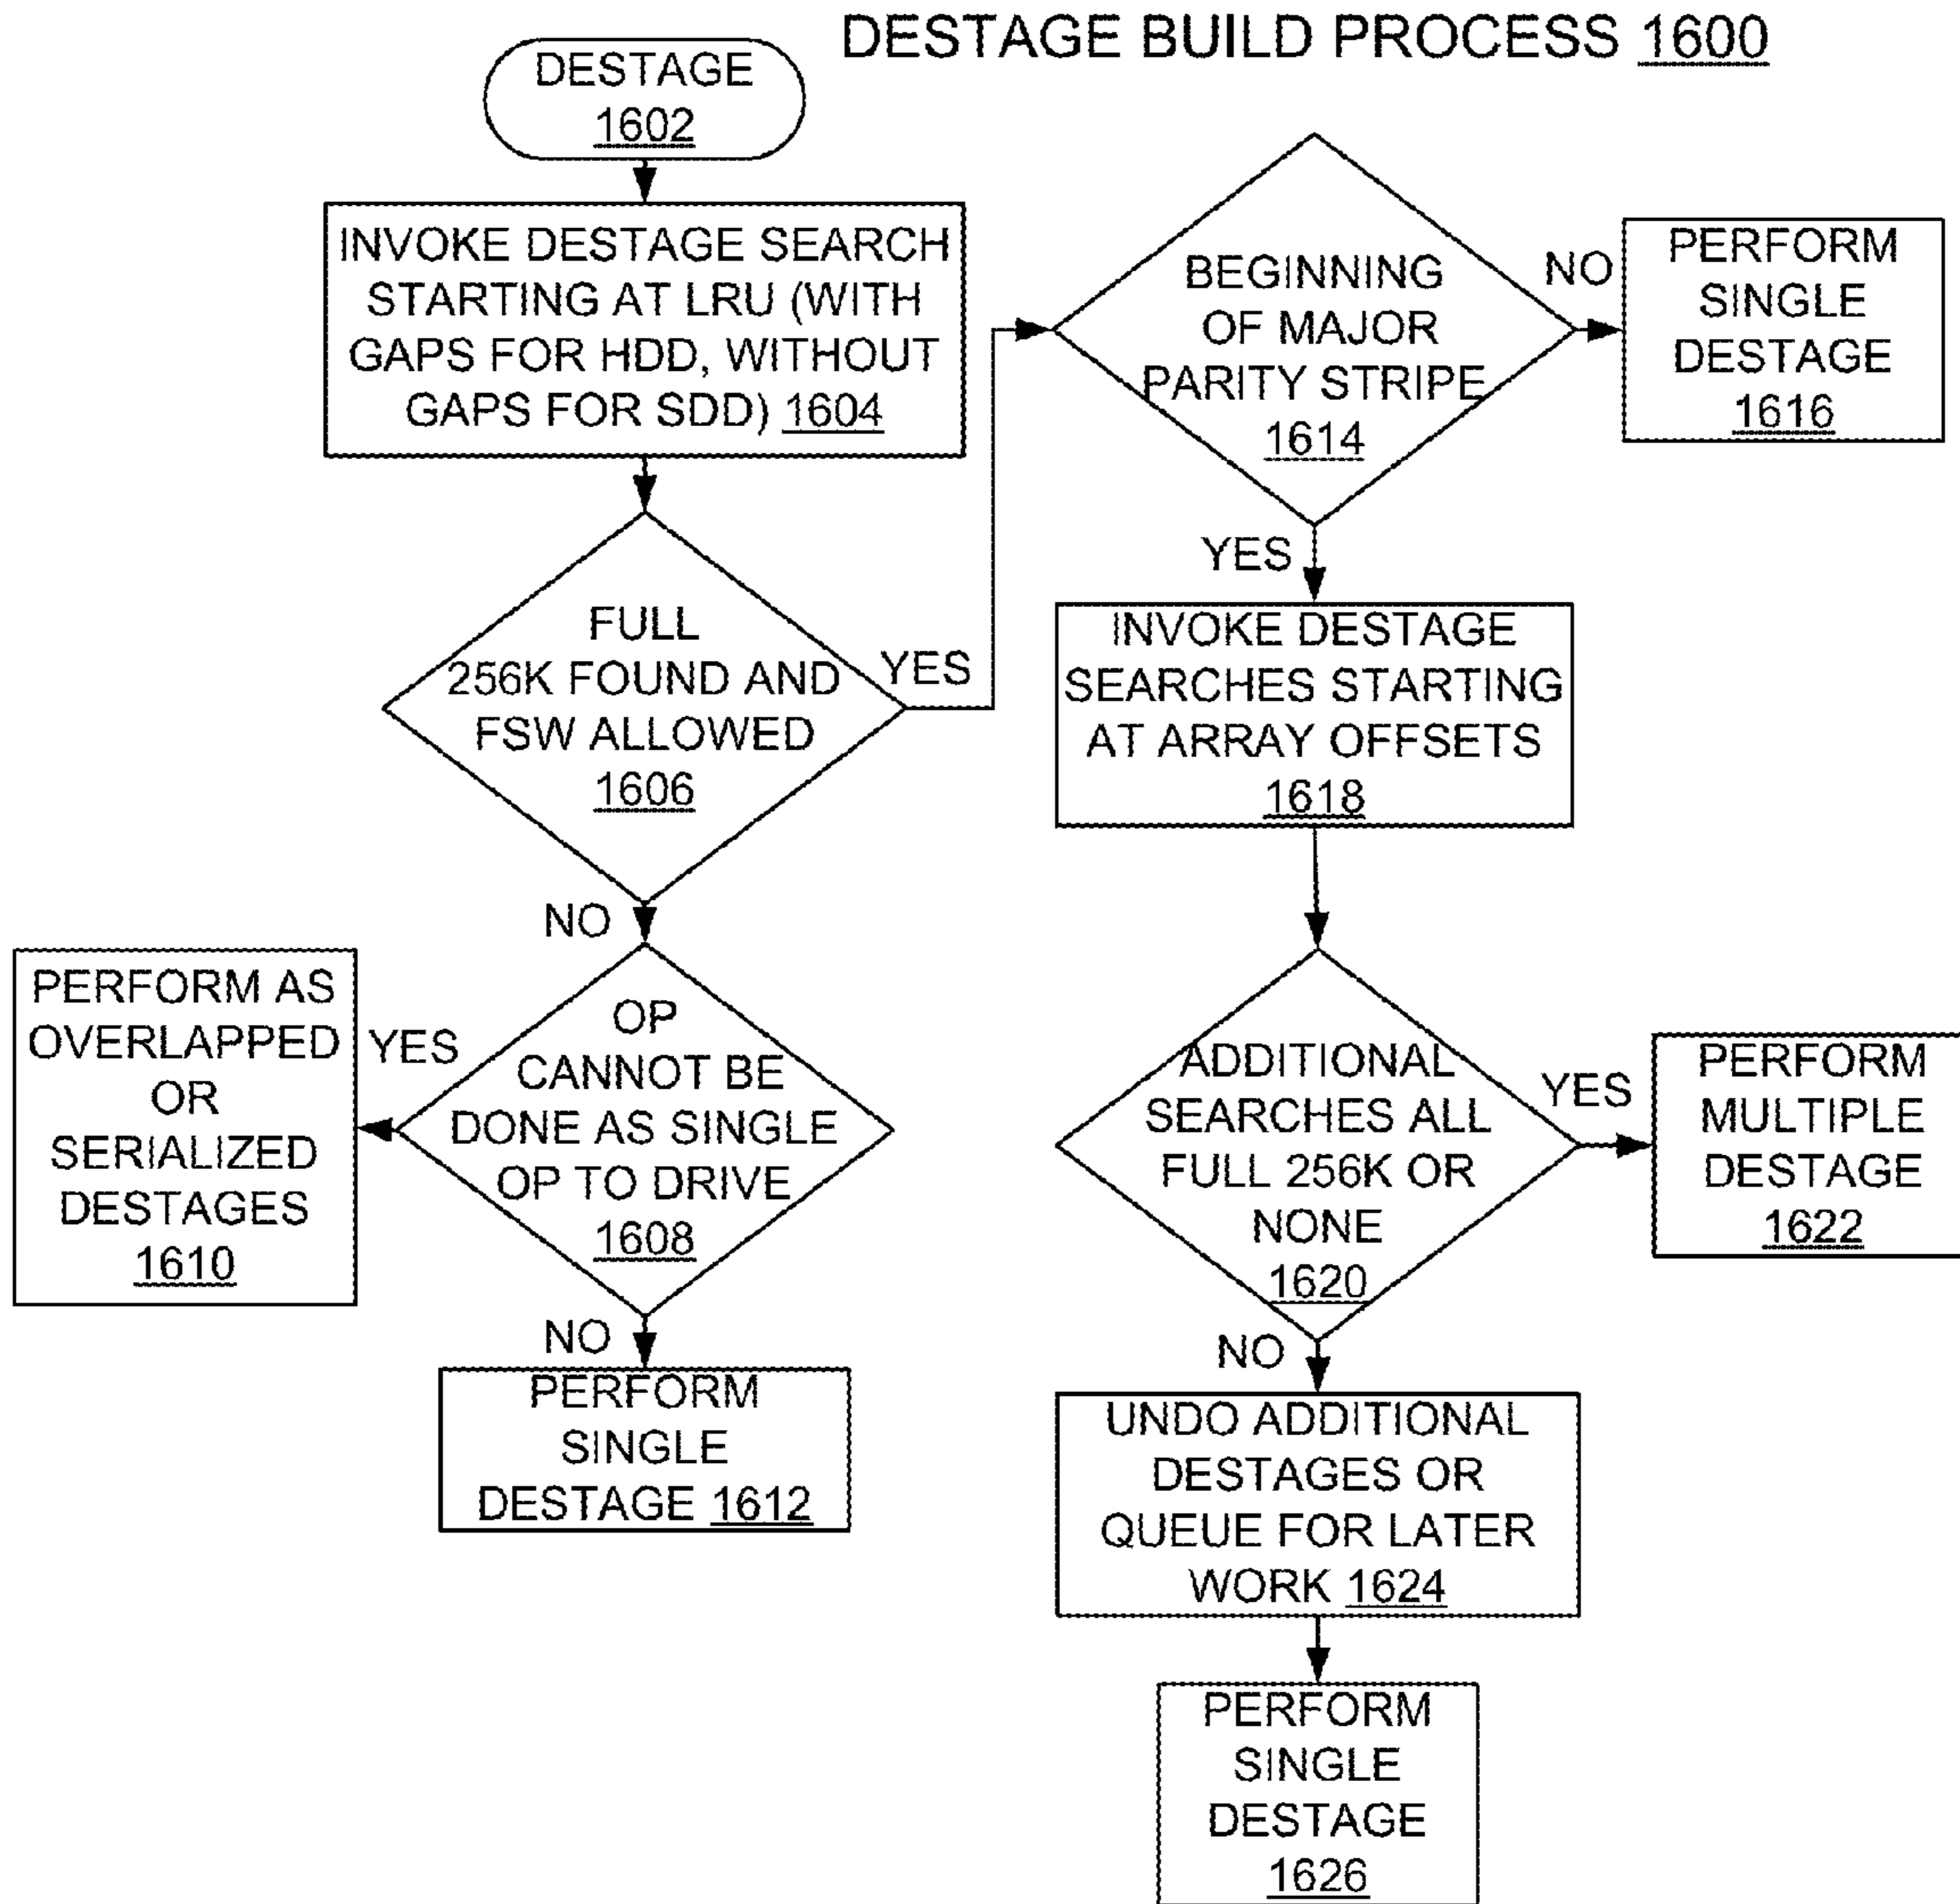 DESTAGE BUILD PROCESS 1600
DESTAGE
1602
INVOKE DESTAGE SEARCH
STARTING AT LRU (WITH
GAPS FOR HDD, WITHOUT
GAPS FOR SDD) 1604
FULL
256K FOUND AND
FSW ALLOWED
1606
YES
NO
OP
CANNOT BE
DONE AS SINGLE
OP TO DRIVE
1608
YES
PERFORM AS
OVERLAPPED
OR
SERIALIZED
DESTAGES
1610
NO
PERFORM
SINGLE
DESTAGE 1612
BEGINNING
OF MAJOR
PARITY STRIPE
1614
NO
PERFORM
SINGLE
DESTAGE
1616
YES
INVOKE DESTAGE
SEARCHES STARTING
AT ARRAY OFFSETS
1618
ADDITIONAL
SEARCHES ALL
FULL 256K OR
NONE
1620
YES
PERFORM
MULTIPLE
DESTAGE
1622
NO
UNDO ADDITIONAL
DESTAGES OR
QUEUE FOR LATER
WORK 1624
PERFORM
SINGLE
DESTAGE
1626